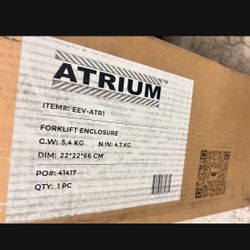 ATRIUM™
ITEM#: EEV-ATR1
FORKLIFT ENCLOSURE
G.W: 5.4 KG N.W: 4.7 KG
DIM: 22*22*66 CM
PO#: 41417
QTY: 1 PC